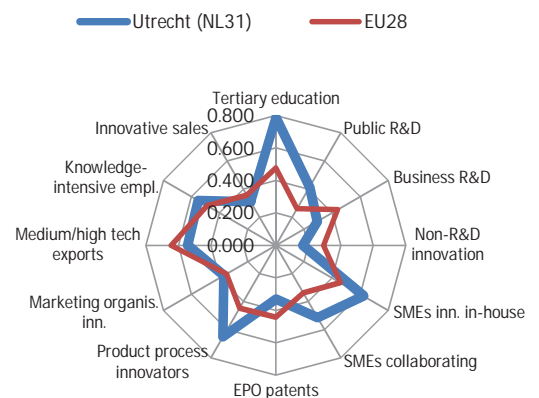 Utrecht (NL31) EU28
Tertiary education
0.800
Innovative sales
Public R&D
0.600
Knowledge-
intensive empl.
0.400
Business R&D
0.200
Medium/high tech
exports
0.000
Non-R&D
innovation
Marketing organis.
inn.
SMEs inn. in-house
Product process
innovators
SMEs collaborating
EPO patents